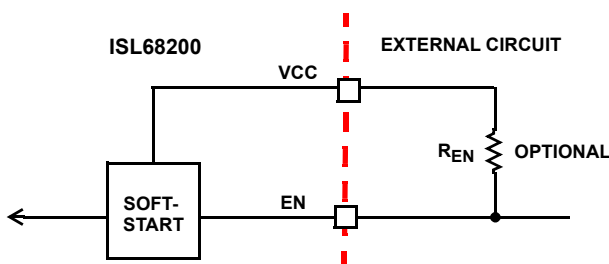 ISL68200
EXTERNAL CIRCUIT
VCC
REN
OPTIONAL
SOFT-
START
EN